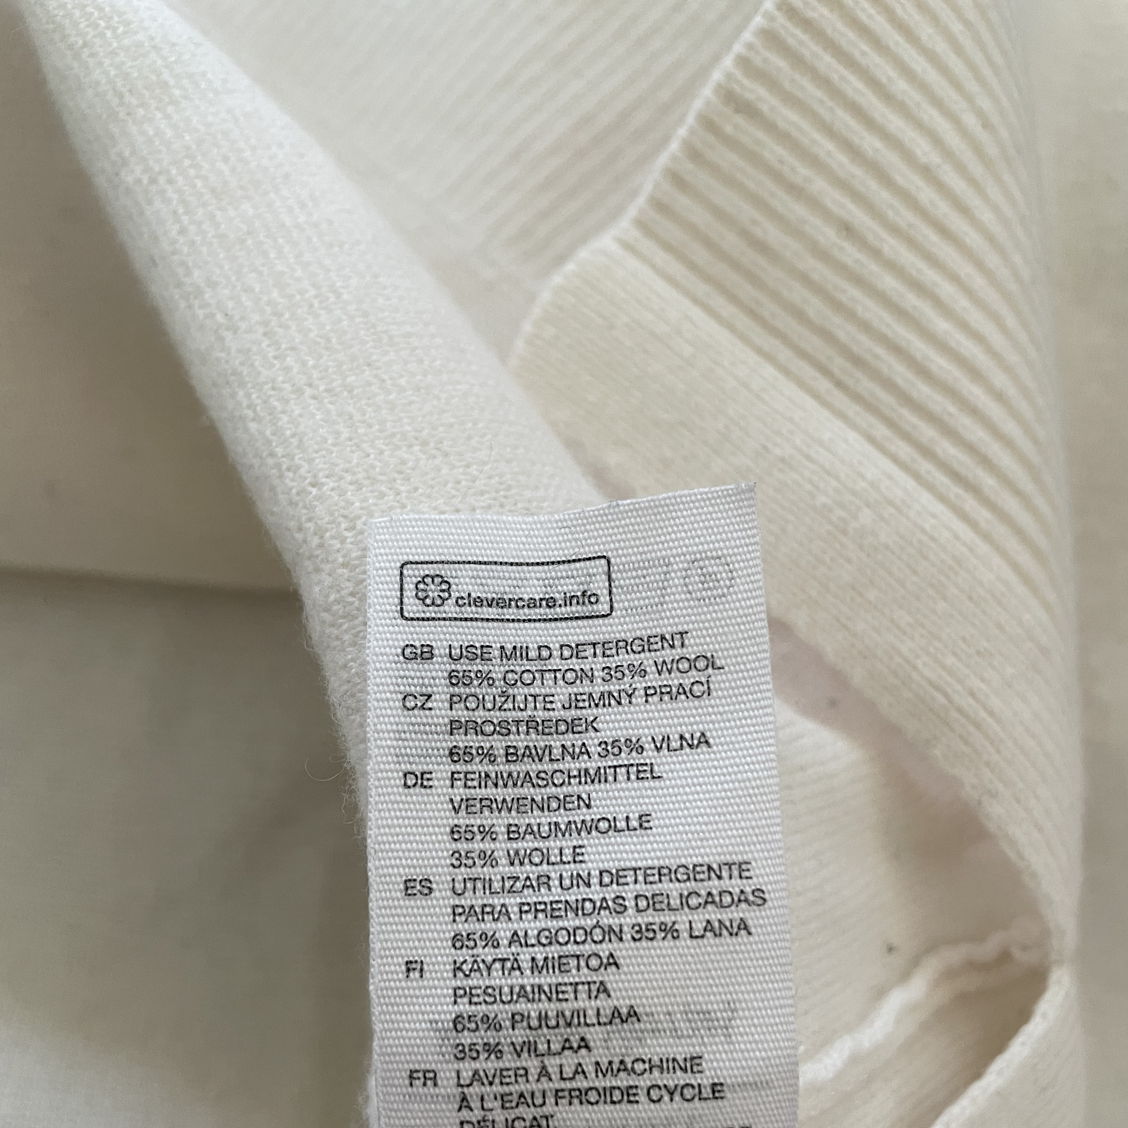 clevercare.info
GB USE MILD DETERGENT
65% COTTON 35% WOOL
CZ POUŽIJTE JEMNÝ PRACÍ
PROSTŘEDEK
65% BAVLNA 35% VLNA
DE FEINWASCHMITTEL
VERWENDEN
65% BAUMWOLLE
35% WOLLE
ES UTILIZAR UN DETERGENTE
PARA PRENDAS DELICADAS
65% ALGODÓN 35% LANA
FI KÄYTÄ MIETOA
PESUAINETTA
65% PUUVILLAA
35% VILLAA
FR LAVER À LA MACHINE
À L'EAU FROIDE CYCLE
DÉLICAT